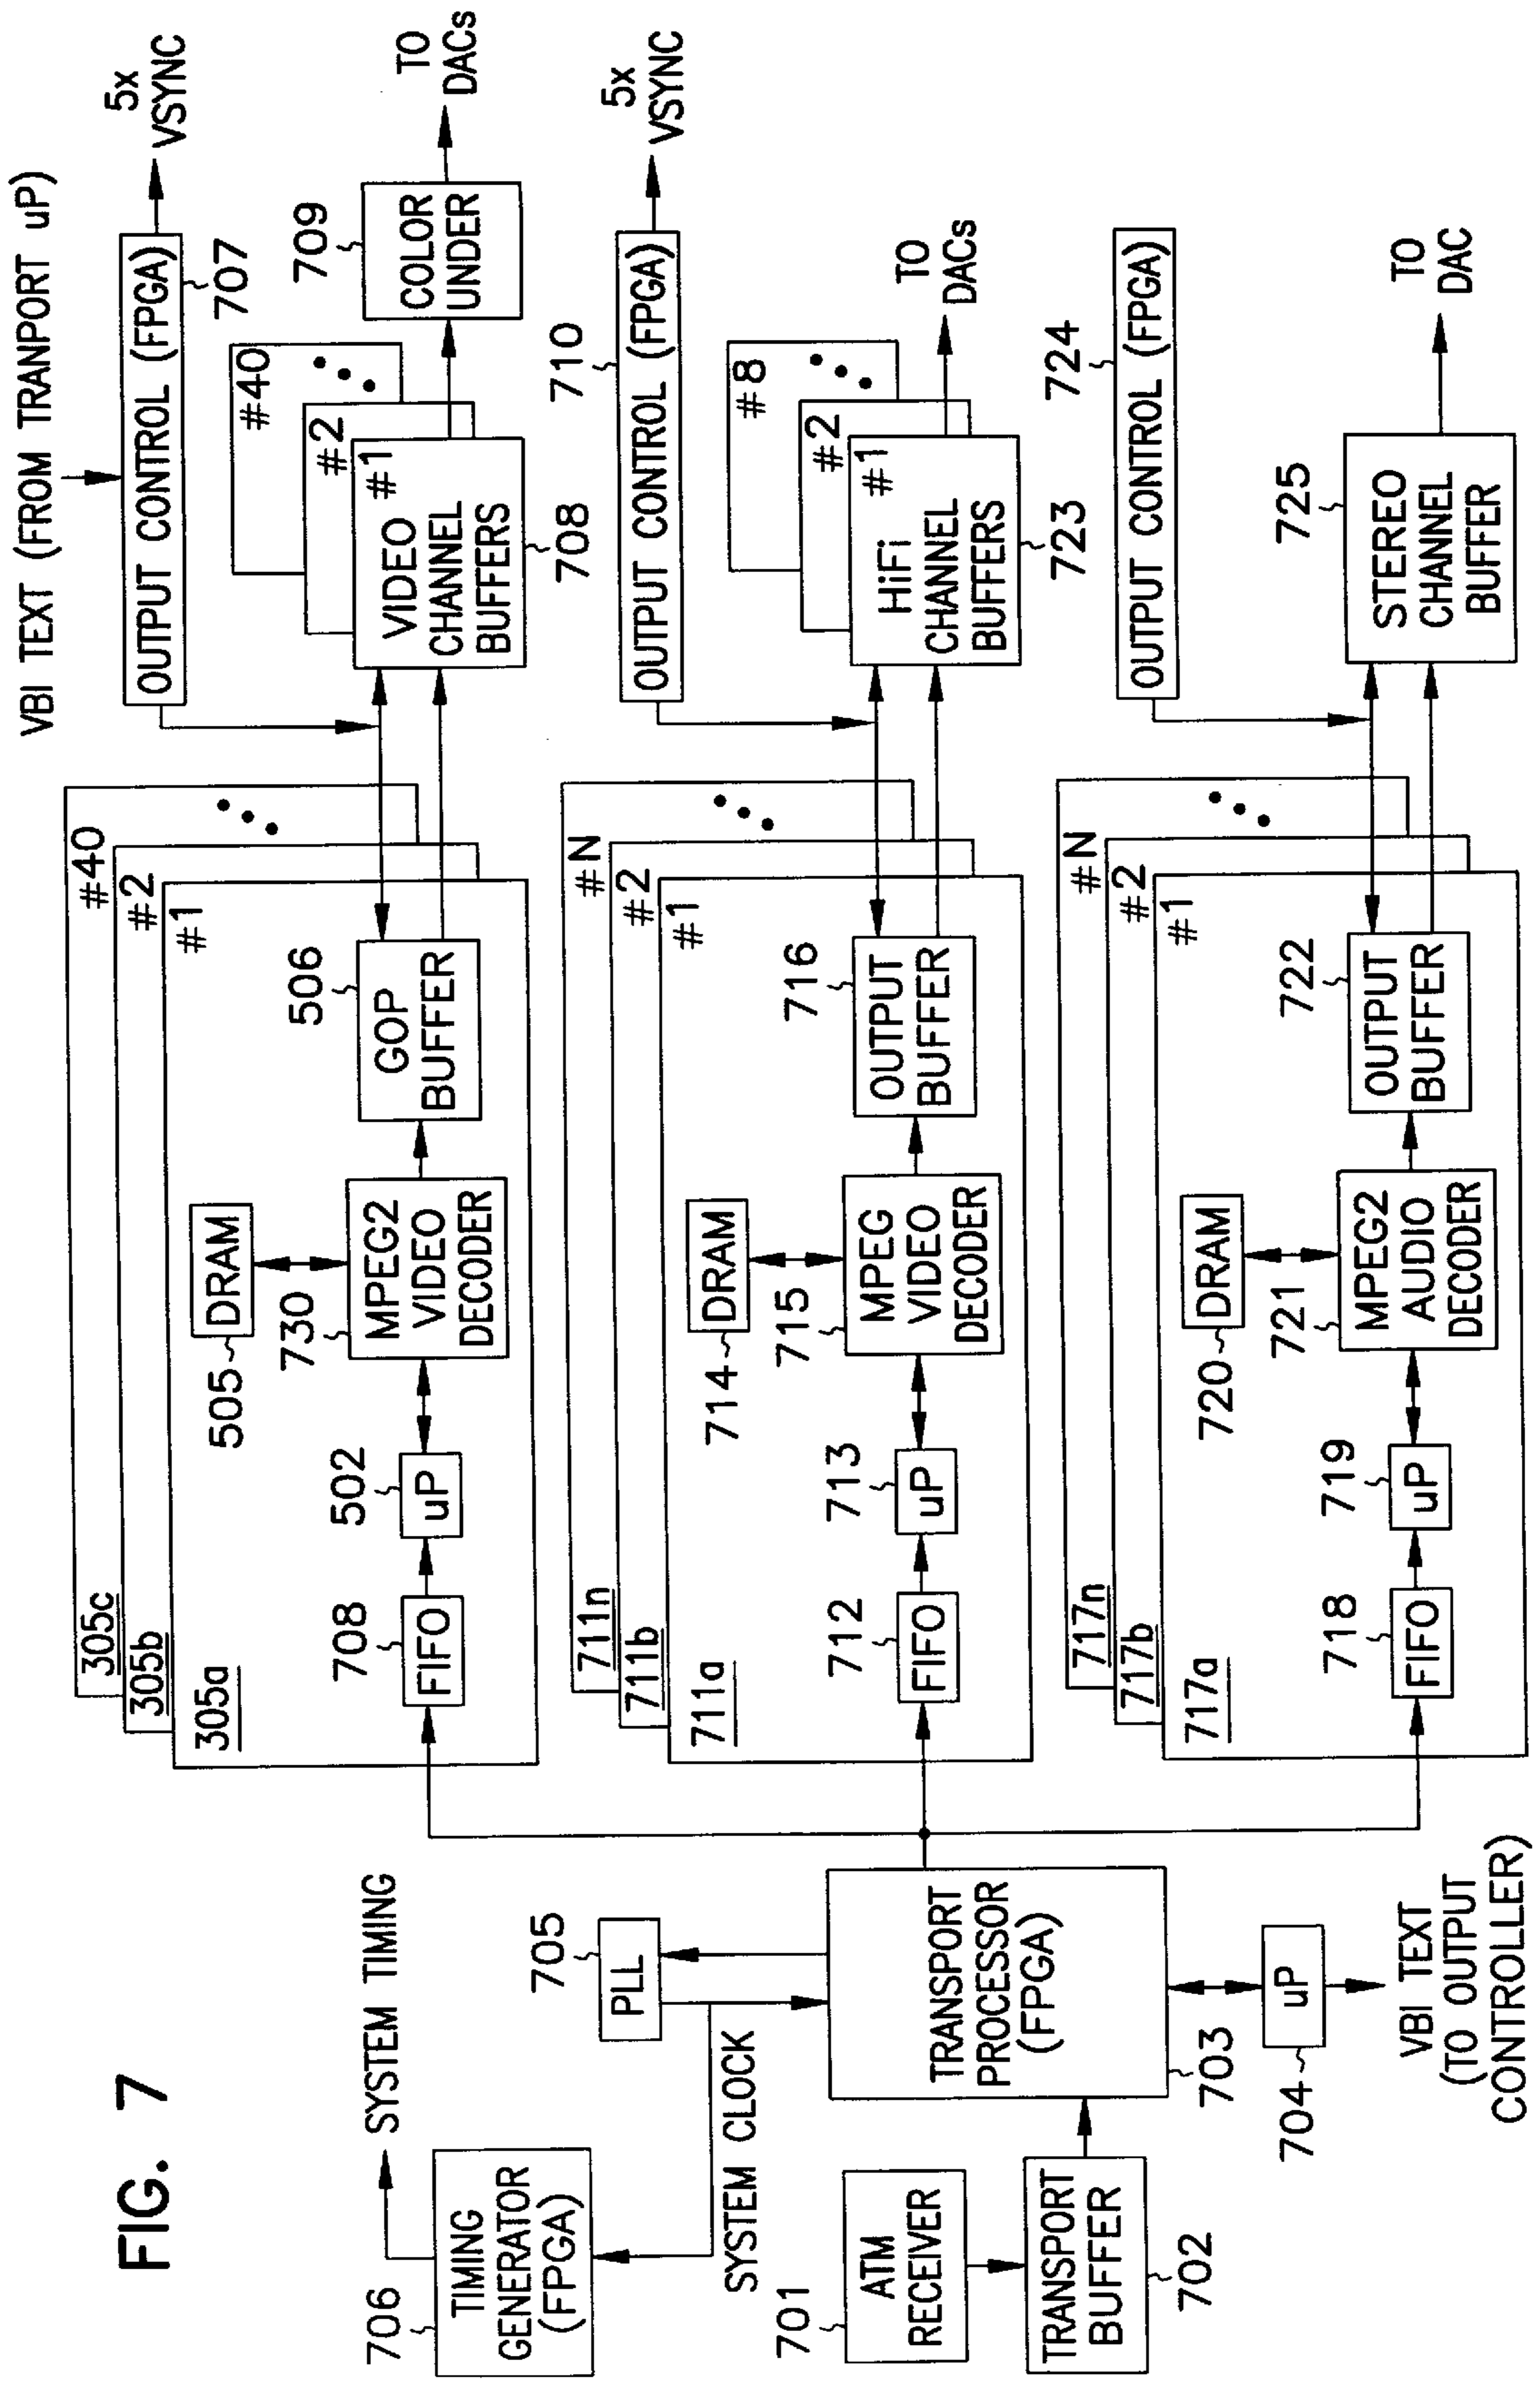 FIG. 7
VBI TEXT (FROM TRANPORT uP)
706
TIMING
GENERATOR
(FPGA)
SYSTEM TIMING
SYSTEM CLOCK
705
PLL
701
ATM
RECEIVER
TRANSPORT
BUFFER
702
TRANSPORT
PROCESSOR
(FPGA)
703
704
uP
VBI TEXT
(TO OUTPUT
CONTROLLER)
305c
#40
305b
#2
305a
#1
708
FIFO
502
uP
505
DRAM
730
MPEG2
VIDEO
DECODER
506
GOP
BUFFER
OUTPUT CONTROL (FPGA)
707
5x
VSYNC
#40
#2
#1
VIDEO
CHANNEL
BUFFERS
708
709
COLOR
UNDER
TO
DACs
711n
#N
711b
#2
711a
#1
712
FIFO
713
uP
714
DRAM
715
MPEG
VIDEO
DECODER
716
OUTPUT
BUFFER
710
OUTPUT CONTROL (FPGA)
5x
VSYNC
#8
#2
#1
HiFi
CHANNEL
BUFFERS
723
TO
DACs
717n
#N
717b
#2
717a
#1
718
FIFO
719
uP
720
DRAM
721
MPEG2
AUDIO
DECODER
722
OUTPUT
BUFFER
724
OUTPUT CONTROL (FPGA)
725
STEREO
CHANNEL
BUFFER
TO
DAC